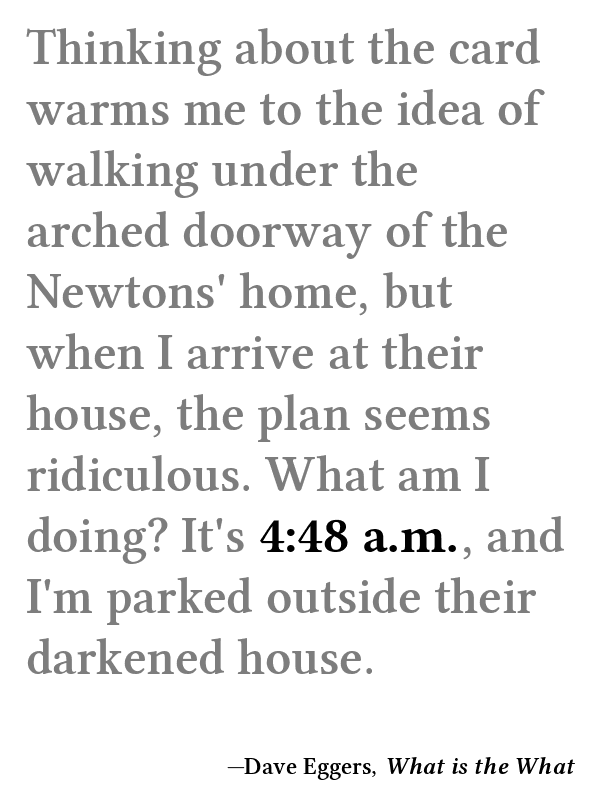 Thinking about the card
warms me to the idea of
walking under the
arched doorway of the
Newtons' home, but
when I arrive at their
house, the plan seems
ridiculous. What am I
doing? It's 4:48 a.m., and
I'm parked outside their
darkened house.
—Dave Eggers, What is the What